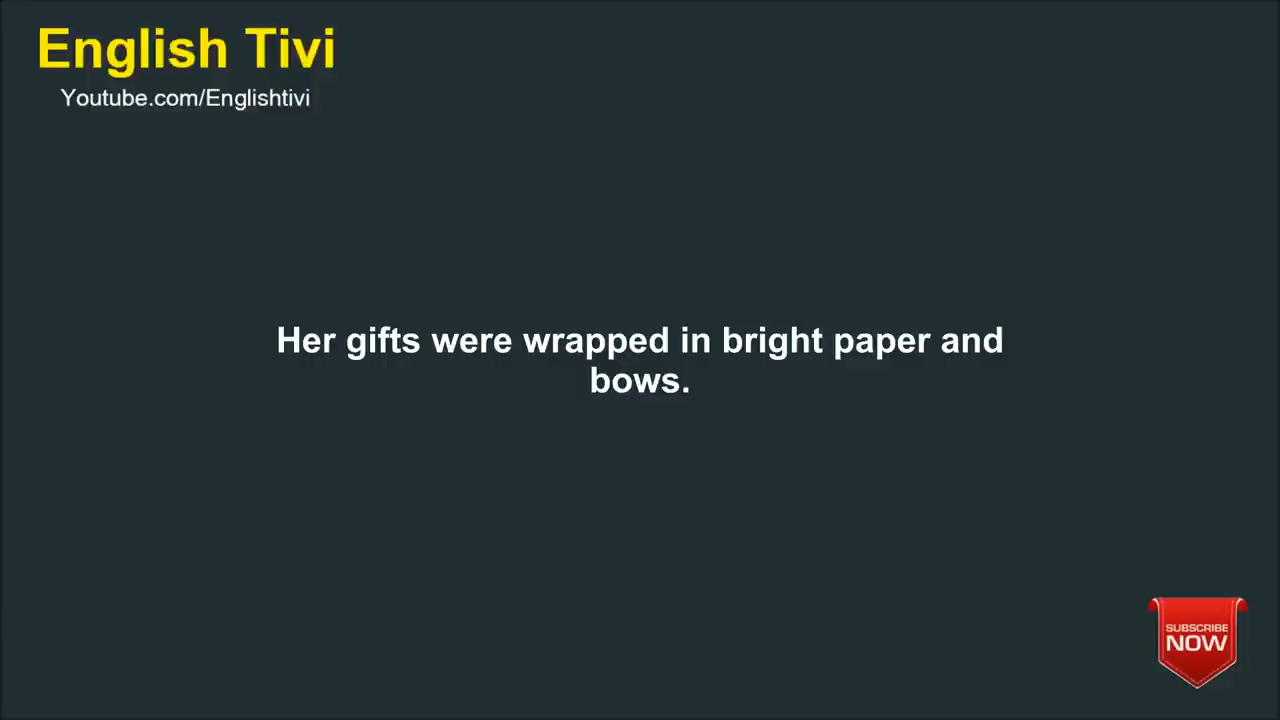 English Tivi
Youtube.com/Englishtivi
Her gifts were wrapped in bright paper and
bows.
SUBSCRIBE
NOW